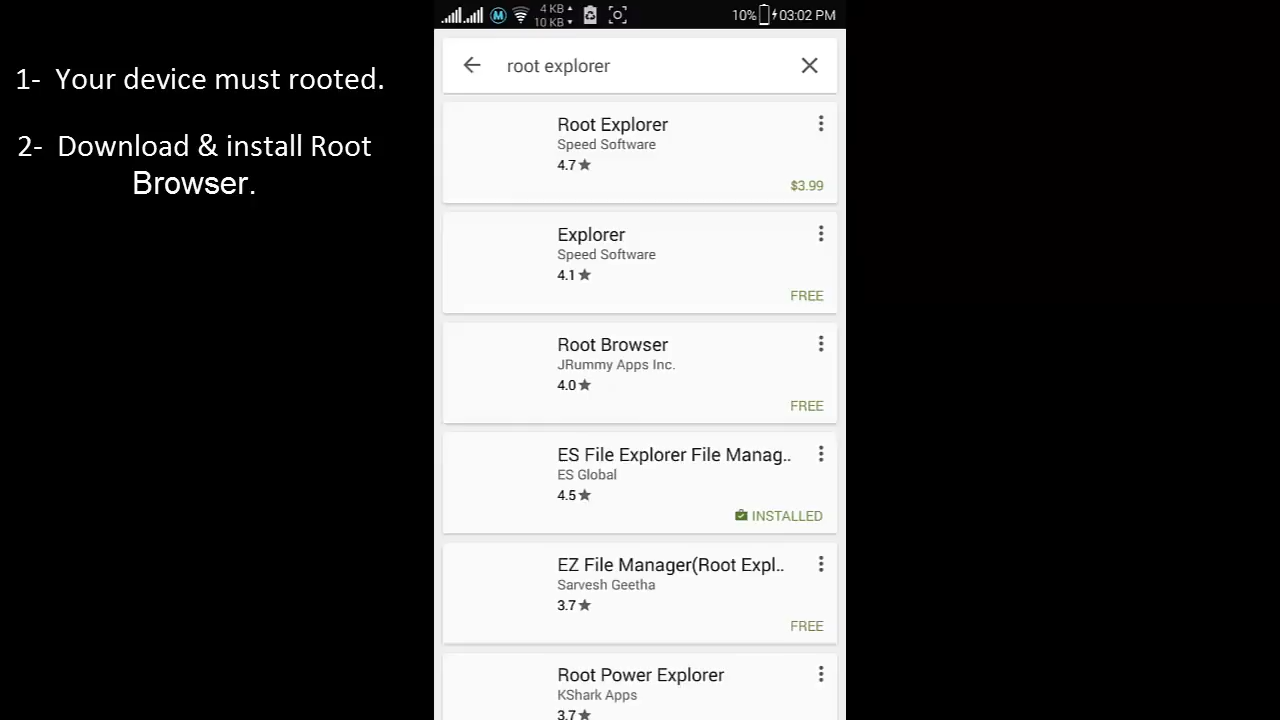 1-  Your device must rooted.
2-  Download & install Root
Browser.
4 KB
10 KB
10% 03:02 PM
root explorer
Root Explorer
Speed Software
4.7★
$3.99
Explorer
Speed Software
4.1★
FREE
Root Browser
JRummy Apps Inc.
4.0★
FREE
ES File Explorer File Manag..
ES Global
4.5★
INSTALLED
EZ File Manager(Root Expl..
Sarvesh Geetha
3.7★
FREE
Root Power Explorer
KShark Apps
3.7★